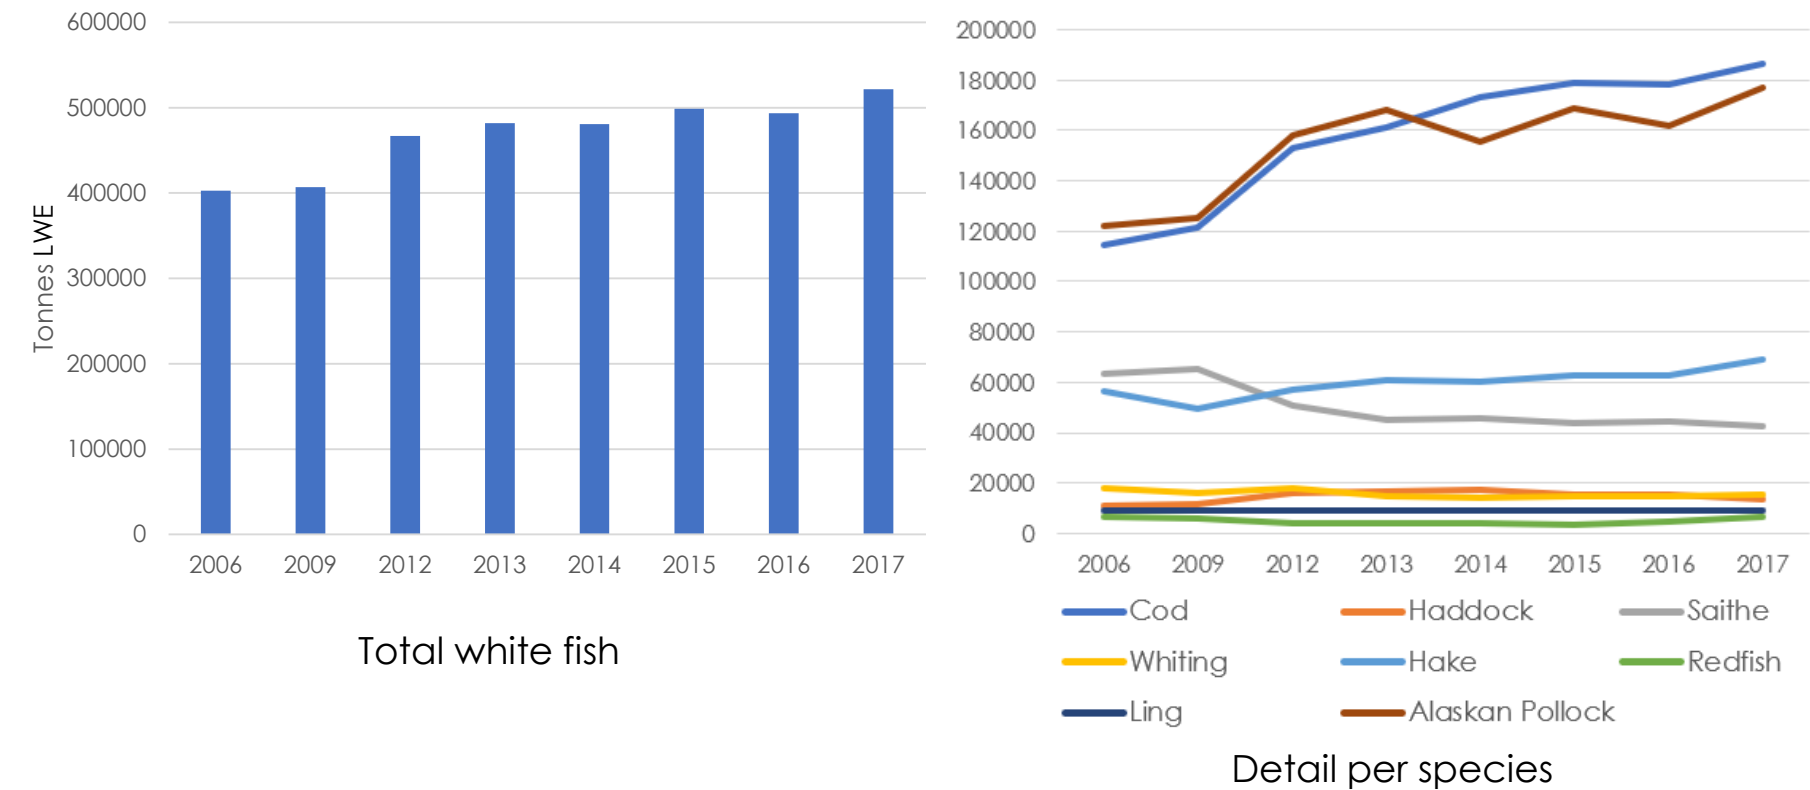 600000
500000
400000
300000
200000
100000
0
Tonnes LWE
2006 2009 2012 2013 2014 2015 2016 2017
Total white fish
200000
180000
160000
140000
120000
100000
80000
60000
40000
20000
0
2006 2009 2012 2013 2014 2015 2016 2017
Cod Haddock Saithe
Whiting Hake Redfish
Ling Alaskan Pollock
Detail per species